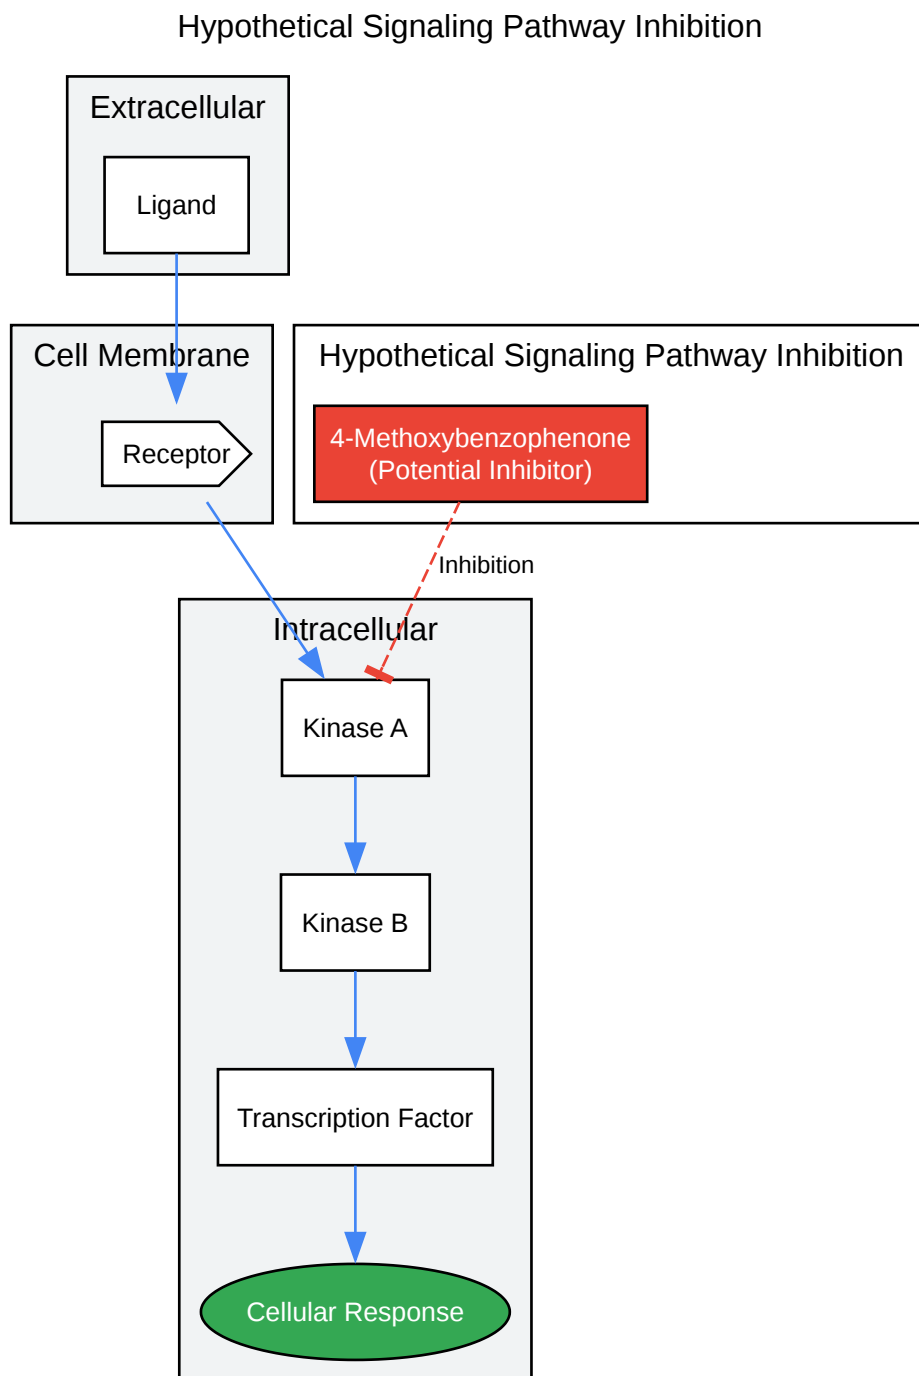 Hypothetical Signaling Pathway Inhibition
Extracellular
Ligand
Cell Membrane
Receptor
Hypothetical Signaling Pathway Inhibition
4-Methoxybenzophenone
(Potential Inhibitor)
Inhibition
Intracellular
Kinase A
Kinase B
Transcription Factor
Cellular Response